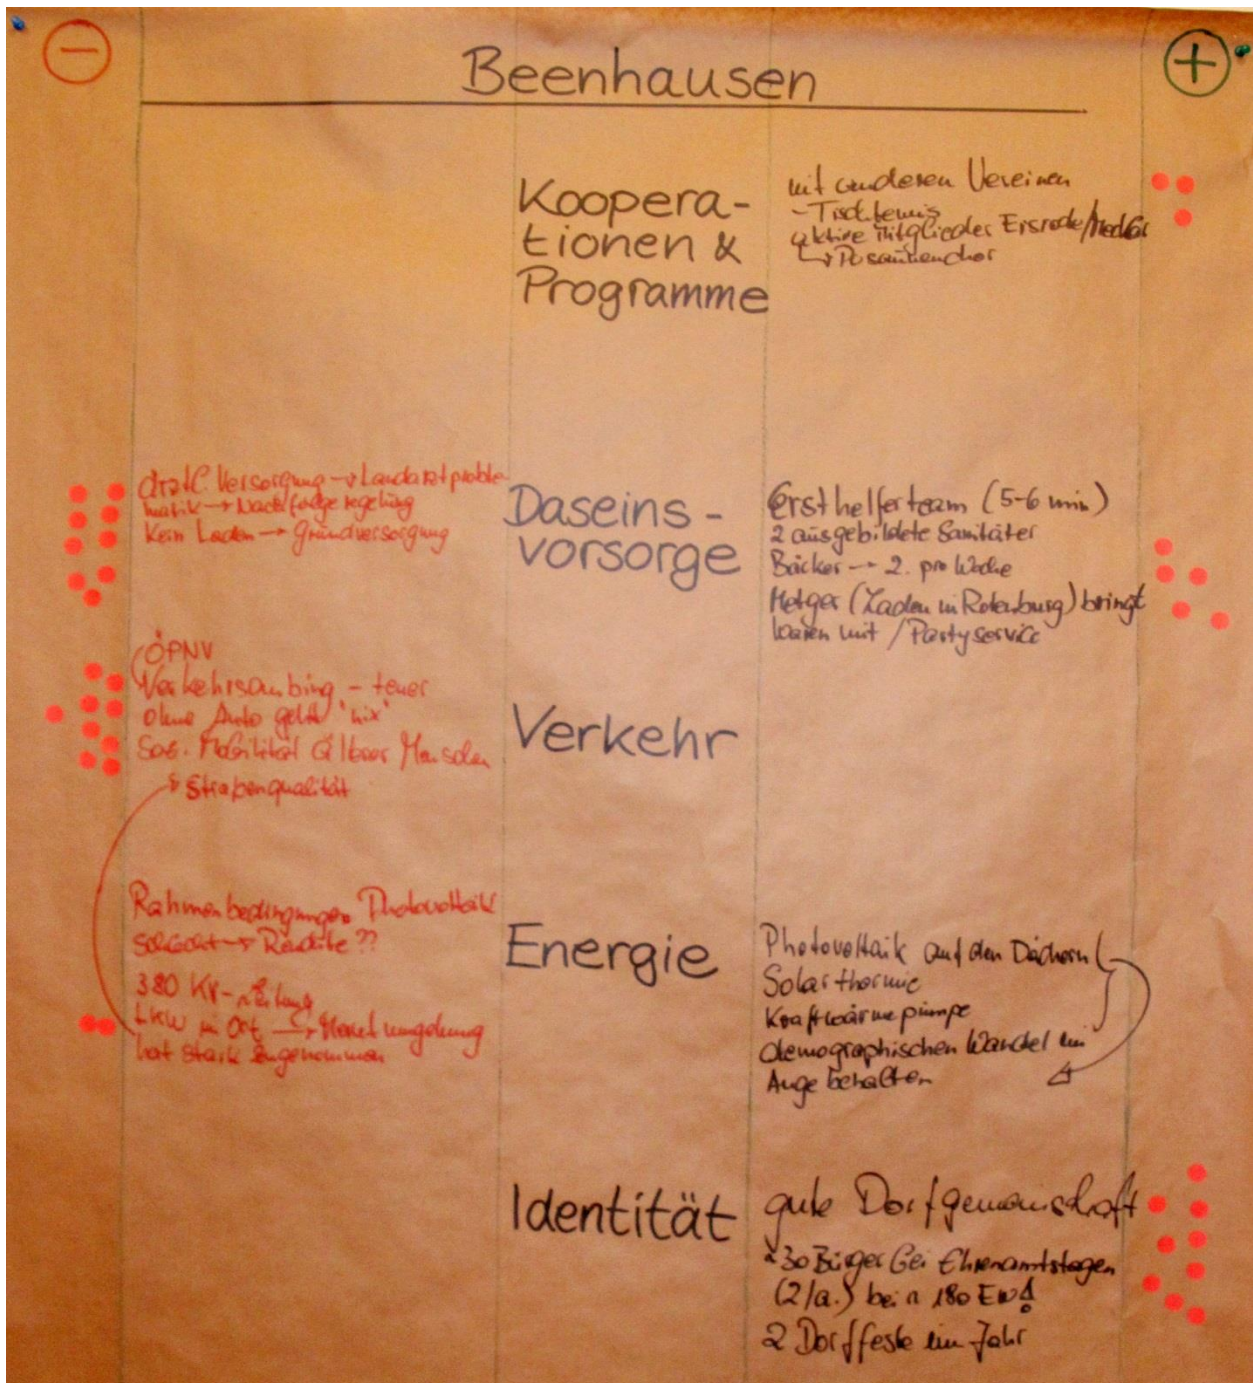 Beenhausen
Koopera-
tionen &
Programme
mit anderen Vereinen
- Tischtennis
aktive Mitglieder Ersrode/
↳ Posaunenchor
ärztl. Versorgung → Landarztproble-
matik → Nachfolgeregelung
Kein Laden → Grundversorgung
Daseins-
vorsorge
Ersthelferteam (5-6 min)
2 ausgebildete Sanitäter
Bäcker → 2. pro Woche
Metzger (Laden in Rotenburg) bringt
Waren mit / Partyservice
ÖPNV
- teuer
ohne Auto geht "nix"
Mobilität älterer Menschen
→ Straßenqualität
Verkehr
Rahmenbedingungen Photovoltaik
schlecht → Rendite ??
380 KV-Leitung
LKW im Ort → Mautumgehung
hat stark zugenommen
Energie
Photovoltaik auf den Dächern
Solarthermie
Kraftwärmepumpe
demographischen Wandel im
Auge behalten
Identität
gute Dorfgemeinschaft
~30 Bürger bei Ehrenamtstagen
(2/a.) bei 180 EW!
2 Dorffeste im Jahr